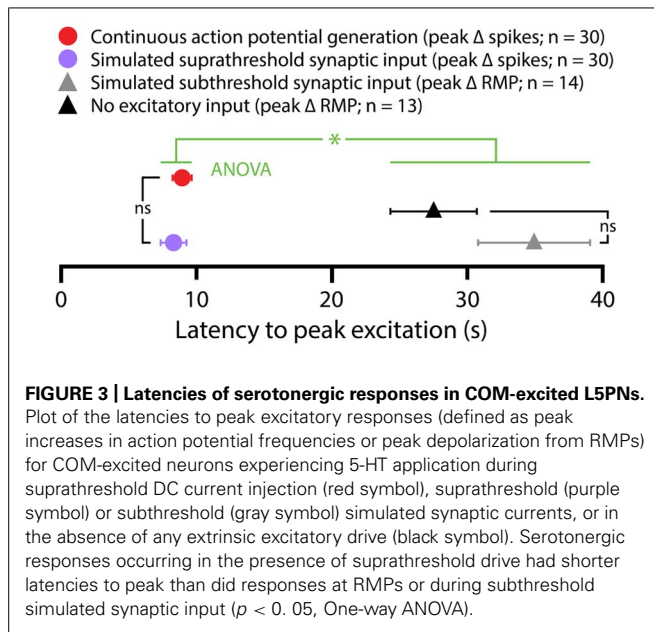 Continuous action potential generation (peak Δ spikes; n = 30)
Simulated suprathreshold synaptic input (peak Δ spikes; n = 30)
Simulated subthreshold synaptic input (peak Δ RMP; n = 14)
No excitatory input (peak Δ RMP; n = 13)
*
ANOVA
ns
ns
0 10 20 30 40
Latency to peak excitation (s)
FIGURE 3 | Latencies of serotonergic responses in COM-excited L5PNs.
Plot of the latencies to peak excitatory responses (defined as peak
increases in action potential frequencies or peak depolarization from RMPs)
for COM-excited neurons experiencing 5-HT application during
suprathreshold DC current injection (red symbol), suprathreshold (purple
symbol) or subthreshold (gray symbol) simulated synaptic currents, or in
the absence of any extrinsic excitatory drive (black symbol). Serotonergic
responses occurring in the presence of suprathreshold drive had shorter
latencies to peak than did responses at RMPs or during subthreshold
simulated synaptic input (p < 0. 05, One-way ANOVA).